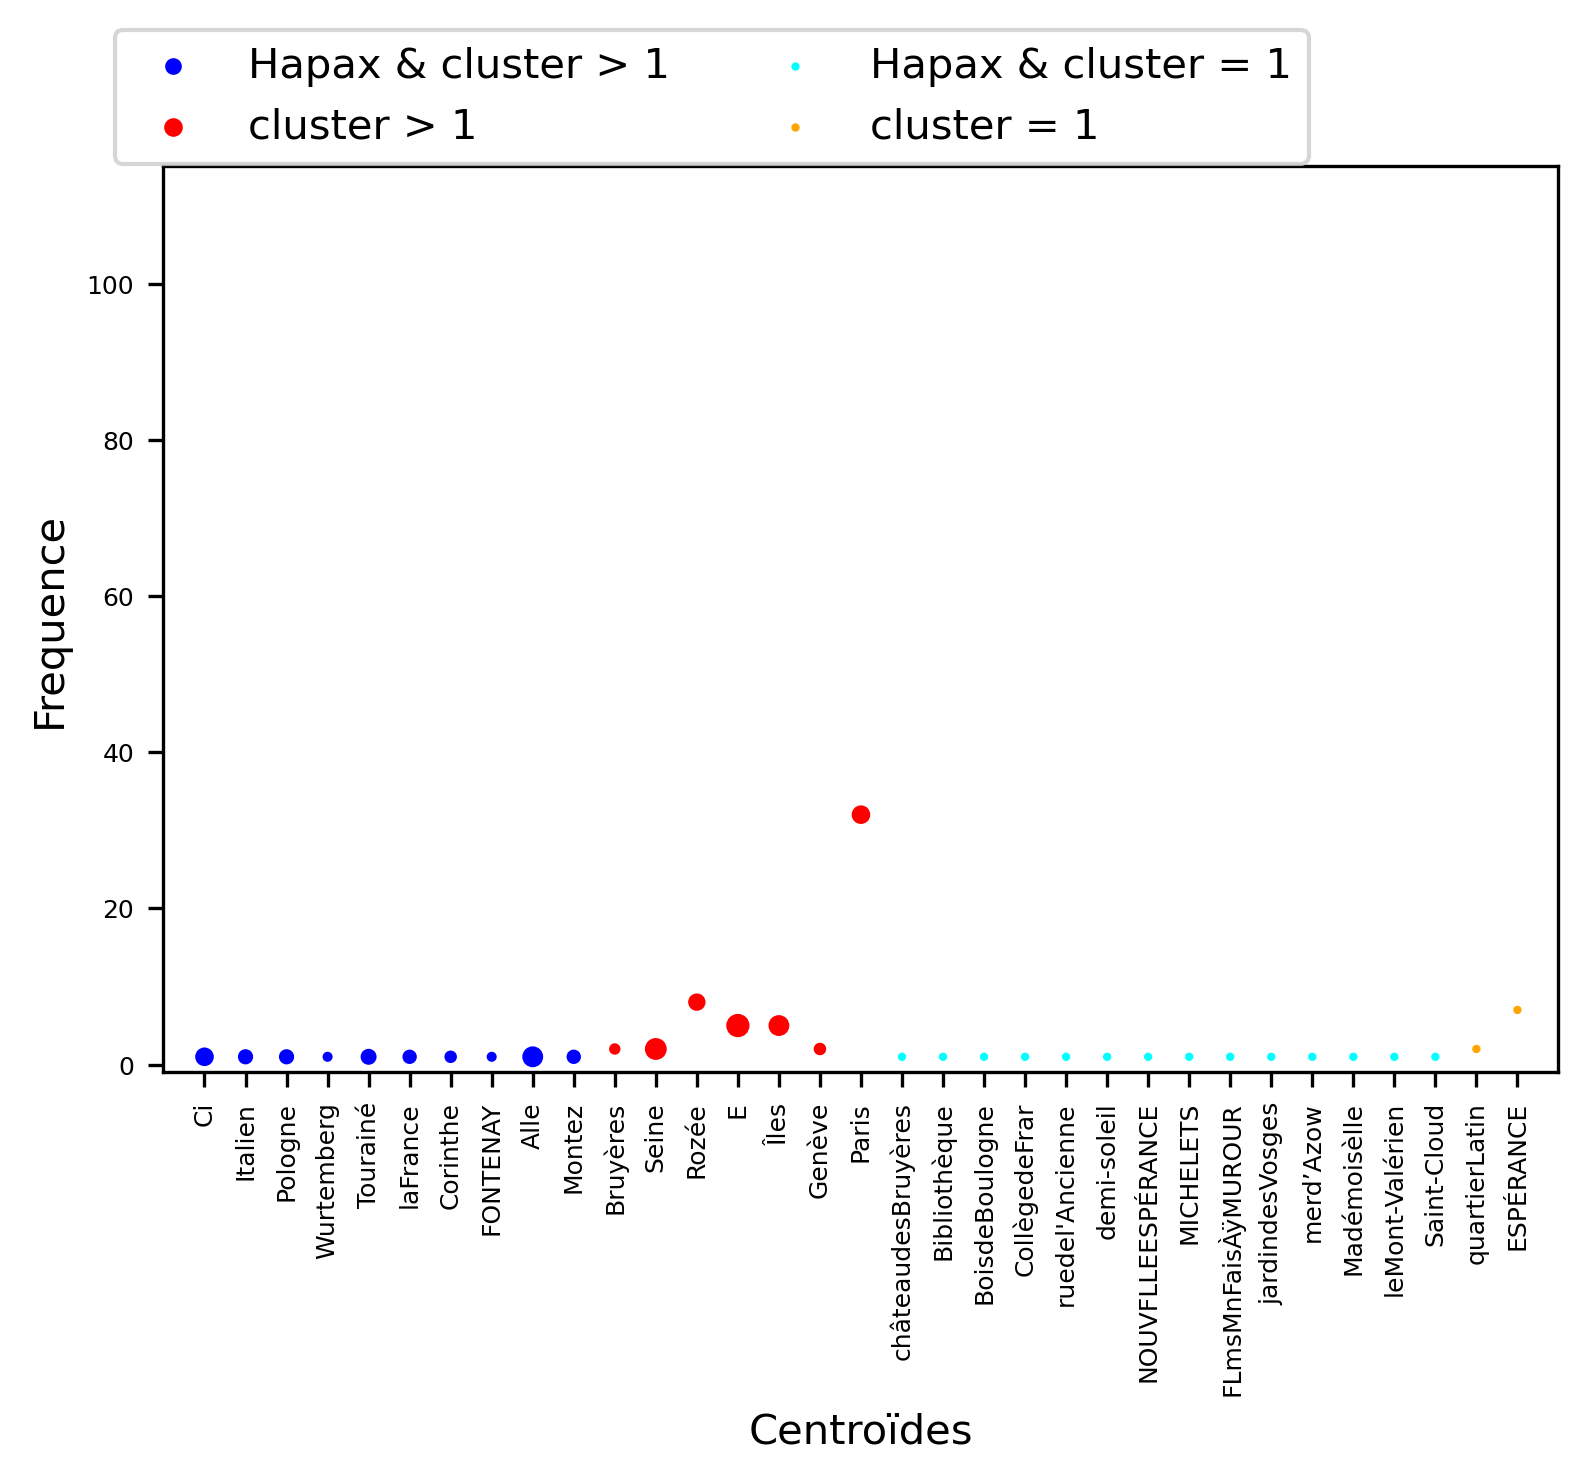 Hapax & cluster > 1
Hapax & cluster = 1
cluster > 1
cluster = 1
Frequence
100
80
60
40
20
0
Ci
Italien
Pologne
Wurtemberg
Tourainé
laFrance
Corinthe
FONTENAY
Alle
Montez
Bruyères
Seine
Rozée
E
Îles
Genève
Paris
châteaudesBruyères
Bibliothèque
BoisdeBoulogne
CollègedeFrar
ruedel'Ancienne
demi-soleil
NOUVFLLEESPÉRANCE
MICHELETS
FLmsMnFaisÀÿMUROUR
jardindesVosges
merd’Azow
Madémoisèlle
leMont-Valérien
Saint-Cloud
quartierLatin
ESPÉRANCE
Centroïdes